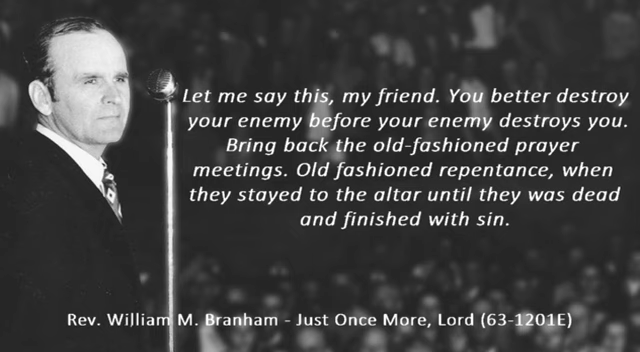 Let me say this, my friend. You better destroy
your enemy before your enemy destroys you.
Bring back the old-fashioned prayer
meetings. Old fashioned repentance, when
they stayed to the altar until they was dead
and finished with sin.
Rev. William M. Branham - Just Once More, Lord (63-1201E)